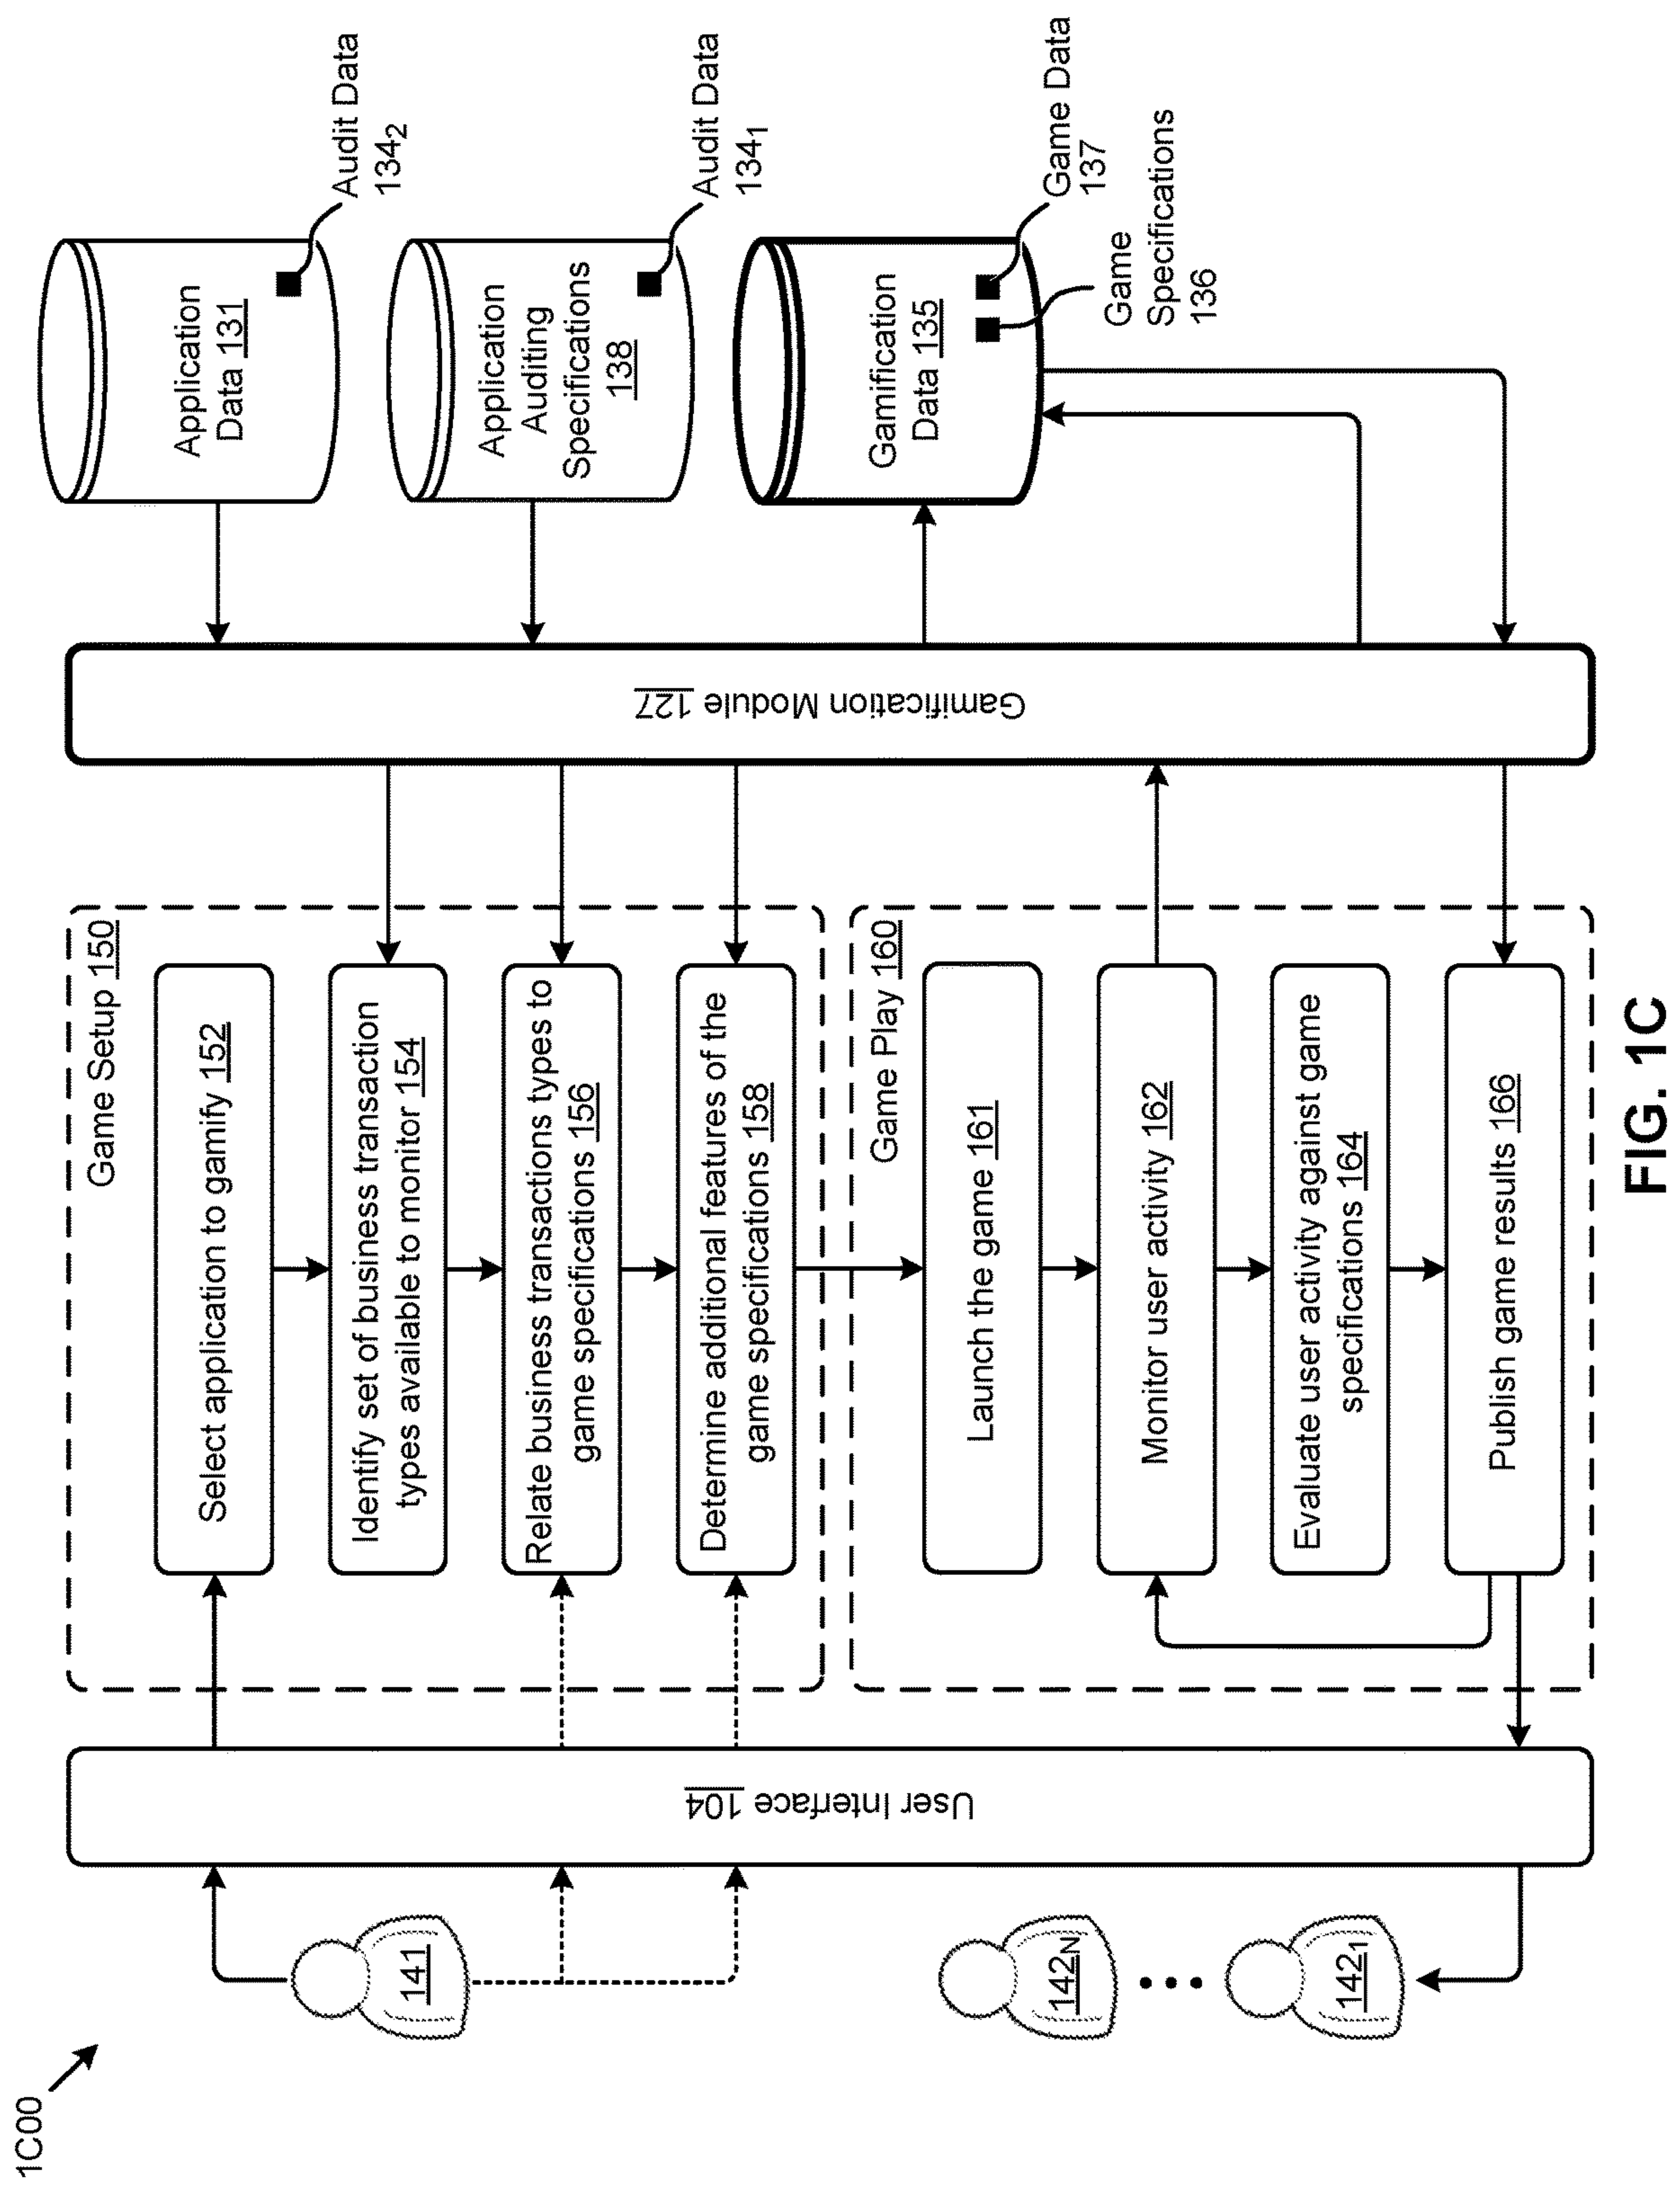 1C00
141
142N
1421
User Interface 104
Game Setup 150
Select application to gamify 152
Identify set of business transaction
types available to monitor 154
Relate business transactions types to
game specifications 156
Determine additional features of the
game specifications 158
Game Play 160
Launch the game 161
Monitor user activity 162
Evaluate user activity against game
specifications 164
Publish game results 166
Gamification Module 127
Application
Data 131
Audit Data
1342
Application
Auditing
Specifications
138
Audit Data
1341
Gamification
Data 135
Game Data
137
Game
Specifications
136
FIG. 1C